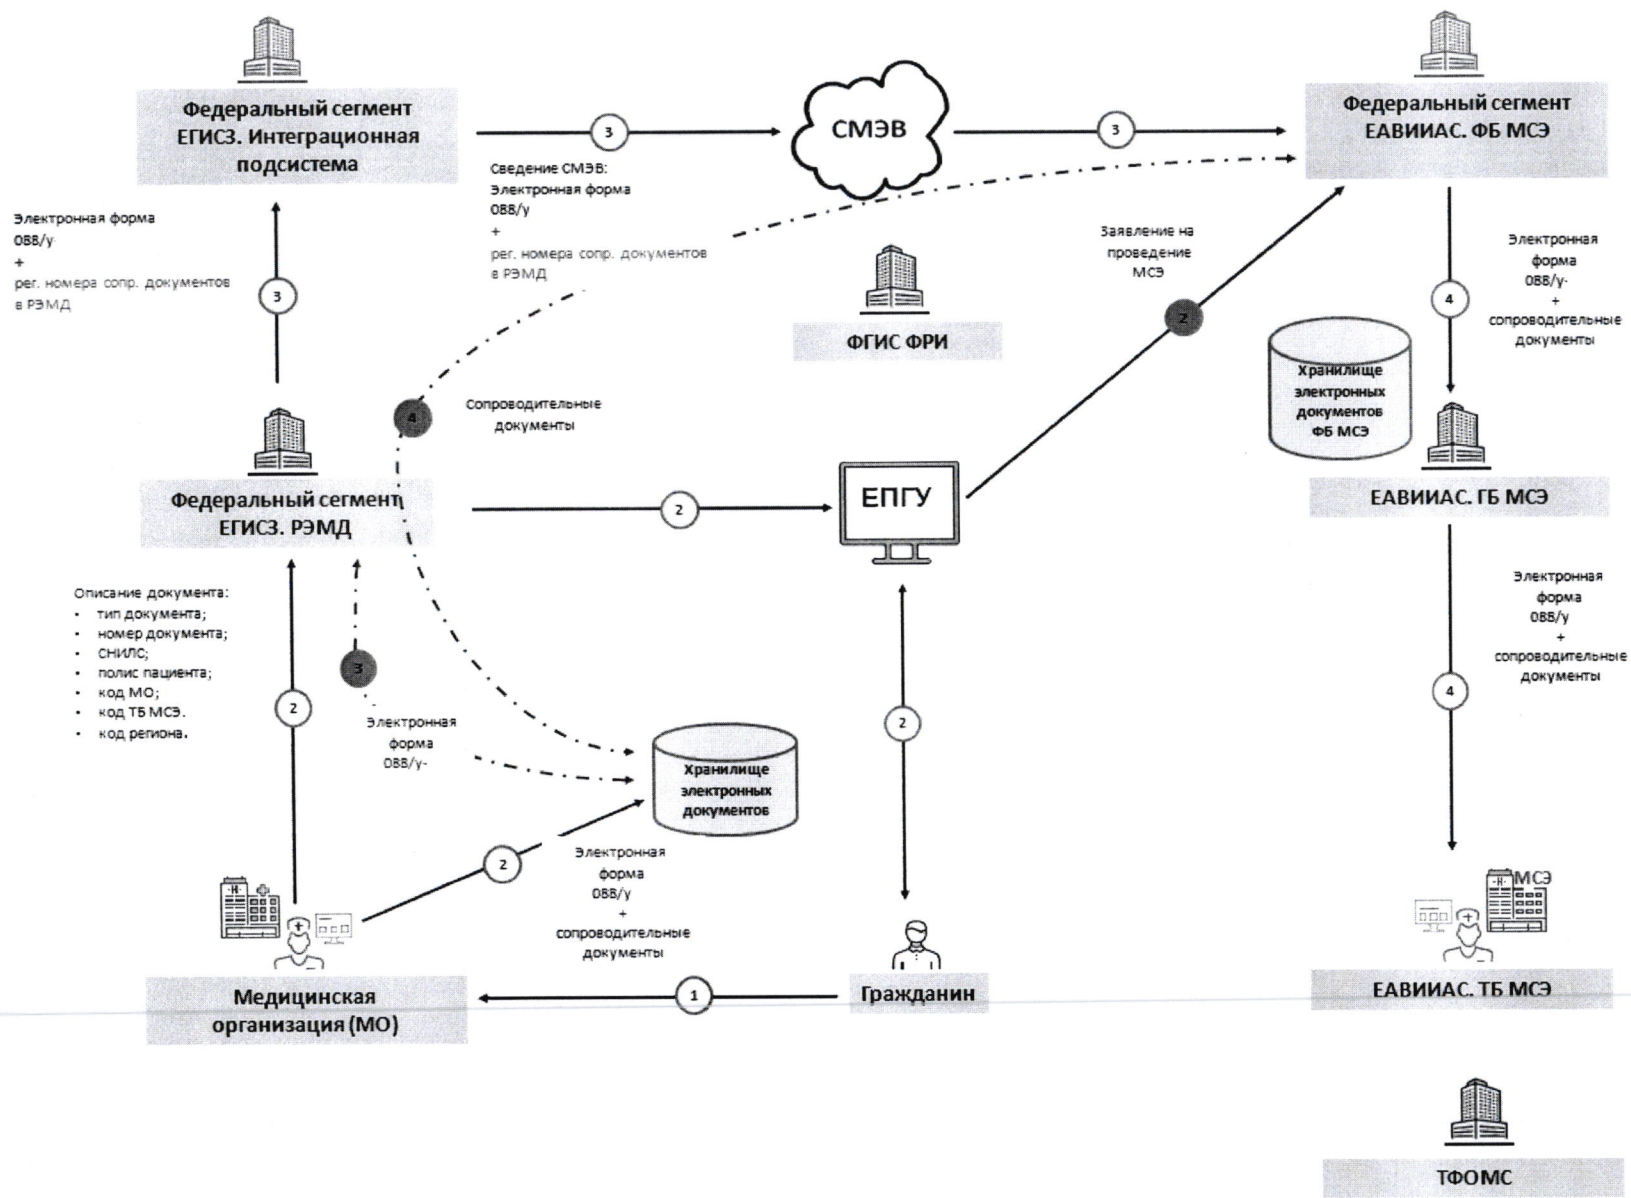 Федеральный сегмент
ЕГИСЗ. Интеграционная
подсистема
3
СМЭВ
3
Федеральный сегмент
ЕАВИИАС. ФБ МСЭ
Сведение СМЭВ:
Электронная форма
088/у
+
рег. номера сопр. документов
в РЭМД
Электронная форма
088/у
+
рег. номера сопр. документов
в РЭМД
3
Заявление на
проведение
МСЭ
2
Электронная
форма
088/у-
+
сопроводительные
документы
4
ФГИС ФРИ
Хранилище
электронных
документов
ФБ МСЭ
4
Сопроводительные
документы
Федеральный сегмент
ЕГИСЗ. РЭМД
2
ЕПГУ
ЕАВИИАС. ГБ МСЭ
Описание документа:
• тип документа;
• номер документа;
• СНИЛС;
• полис пациента;
• код МО;
• код ТБ МСЭ.
• код региона.
2
3
Электронная
форма
088/у-
2
Электронная
форма
088/у
+
сопроводительные
документы
4
Хранилище
электронных
документов
2
Электронная
форма
088/у
+
сопроводительные
документы
Н
Н
МСЭ
Медицинская
организация (МО)
1
Гражданин
ЕАВИИАС. ТБ МСЭ
ТФОМС